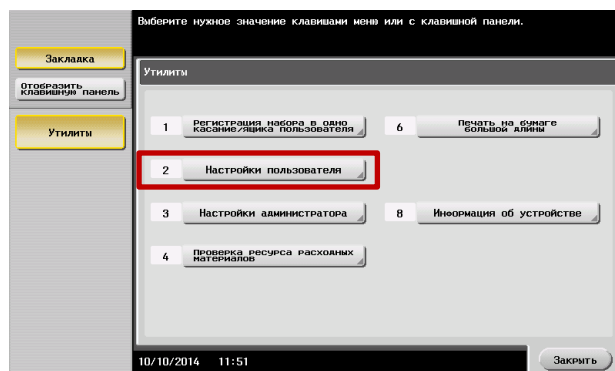 Выберите нужное значение клавишами меню или с клавишной панели.
Закладка
Отобразить
клавишную панель
Утилиты
Утилиты
1 Регистрация набора в одно
касание/ящика пользователя
6 Печать на бумаге
большой длины
2 Настройки пользователя
3 Настройки администратора
8 Информация об устройстве
4 Проверка ресурса расходных
материалов
10/10/2014 11:51
Закрыть